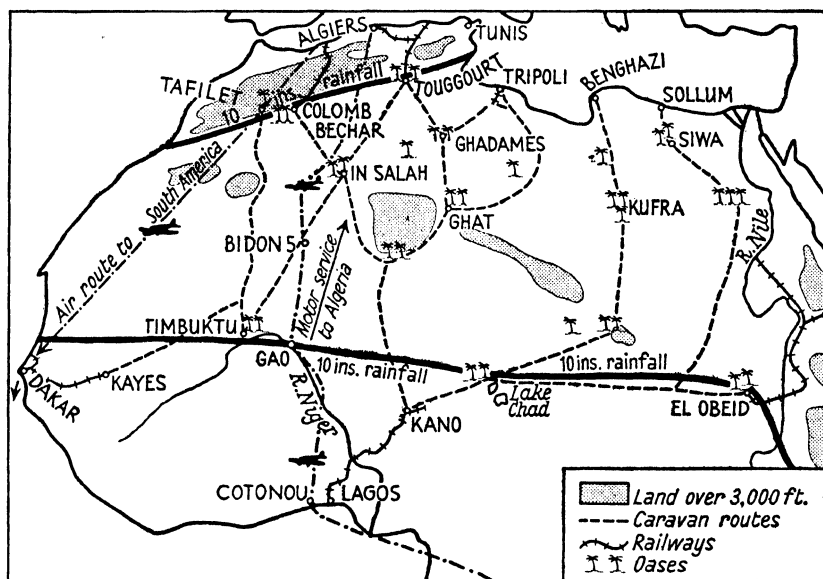 ALGIERS
TUNIS
TAFILET
10 ins. rainfall
TOUGGOURT
TRIPOLI
BENGHAZI
SOLLUM
COLOMB
BECHAR
GHADAMES
SIWA
IN SALAH
Air route to South America
GHAT
KUFRA
R. Nile
BIDON 5
Motor service
to Algeria
TIMBUKTU
GAO
10 ins. rainfall
10 ins. rainfall
DAKAR
KAYES
R. Niger
KANO
Lake
Chad
EL OBEID
COTONOU
LAGOS
Land over 3,000 ft.
Caravan routes
Railways
Oases